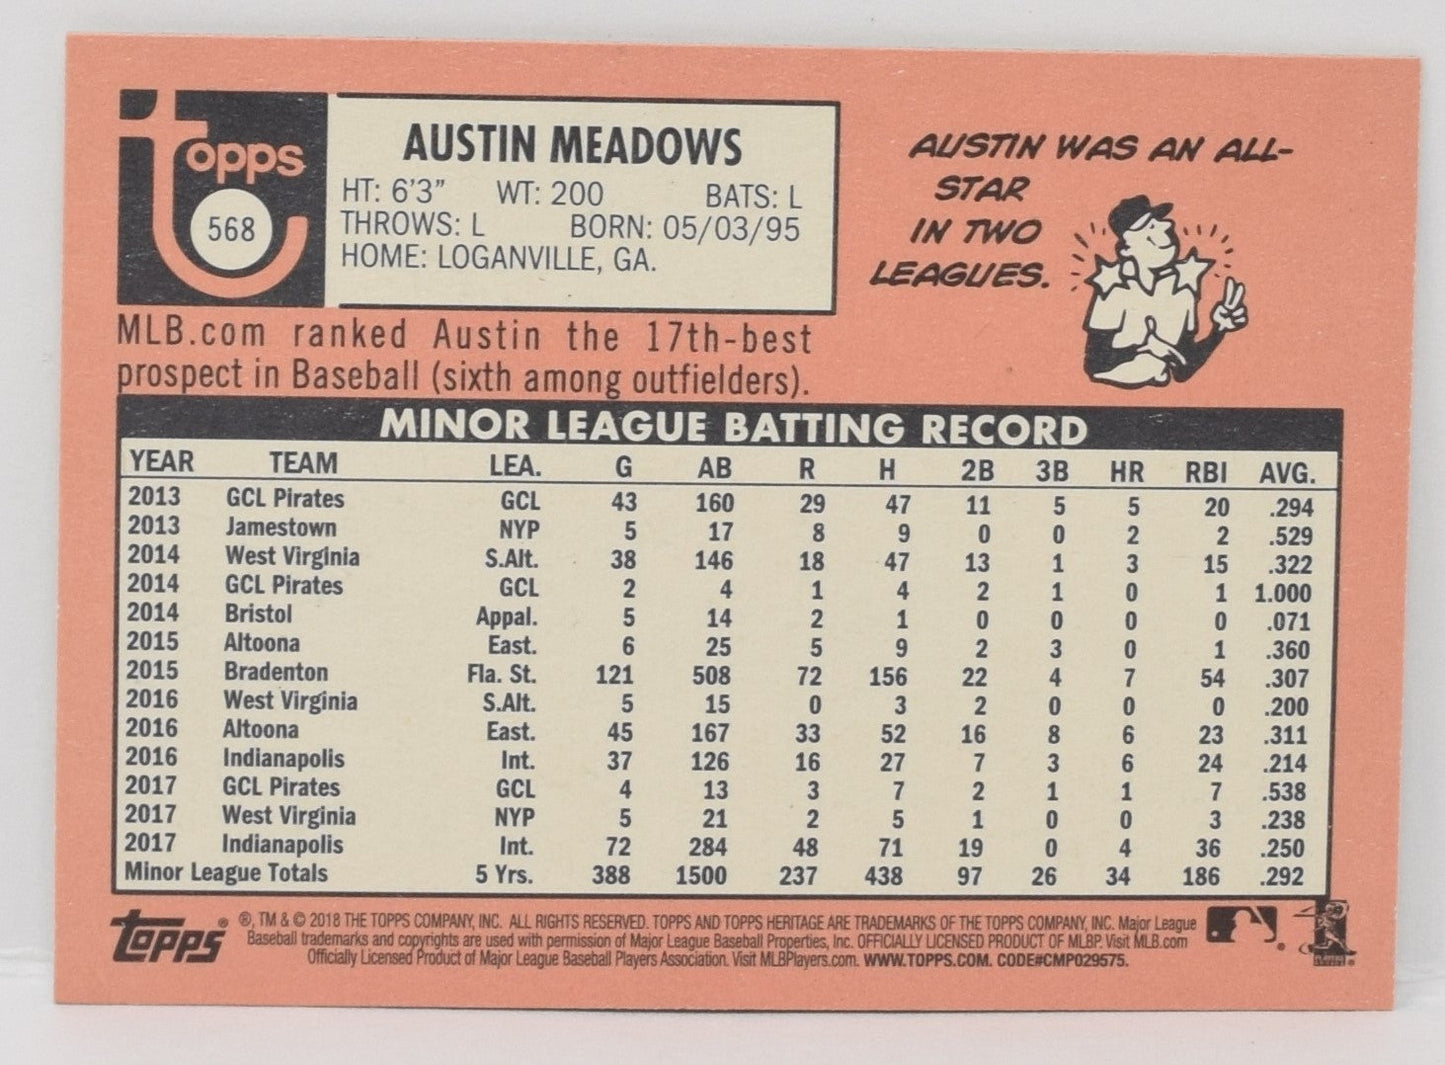 topps
568
AUSTIN MEADOWS
HT: 6'3" WT: 200 BATS: L
THROWS: L BORN: 05/03/95
HOME: LOGANVILLE, GA.
AUSTIN WAS AN ALL-
STAR
IN TWO
LEAGUES.
MLB.com ranked Austin the 17th-best
prospect in Baseball (sixth among outfielders).
MINOR LEAGUE BATTING RECORD
YEAR TEAM LEA. G AB R H 2B 3B HR RBI AVG.
2013 GCL Pirates GCL 43 160 29 47 11 5 5 20 .294
2013 Jamestown NYP 5 17 8 9 0 0 2 2 .529
2014 West Virginia S.Alt. 38 146 18 47 13 1 3 15 .322
2014 GCL Pirates GCL 2 4 1 4 2 1 0 1 1.000
2014 Bristol Appal. 5 14 2 1 0 0 0 0 .071
2015 Altoona East. 6 25 5 9 2 3 0 1 .360
2015 Bradenton Fla. St. 121 508 72 156 22 4 7 54 .307
2016 West Virginia S.Alt. 5 15 0 3 2 0 0 0 .200
2016 Altoona East. 45 167 33 52 16 8 6 23 .311
2016 Indianapolis Int. 37 126 16 27 7 3 6 24 .214
2017 GCL Pirates GCL 4 13 3 7 2 1 1 7 .538
2017 West Virginia NYP 5 21 2 5 1 0 0 3 .238
2017 Indianapolis Int. 72 284 48 71 19 0 4 36 .250
Minor League Totals 5 Yrs. 388 1500 237 438 97 26 34 186 .292
topps ® ®, TM & © 2018 THE TOPPS COMPANY, INC. ALL RIGHTS RESERVED. TOPPS AND TOPPS HERITAGE ARE TRADEMARKS OF THE TOPPS COMPANY, INC. Major League
Baseball trademarks and copyrights are used with permission of Major League Baseball Properties, Inc. OFFICIALLY LICENSED PRODUCT OF MLBP. Visit MLB.com
Officially Licensed Product of Major League Baseball Players Association. Visit MLBPlayers.com. WWW.TOPPS.COM. CODE#CMP029575.